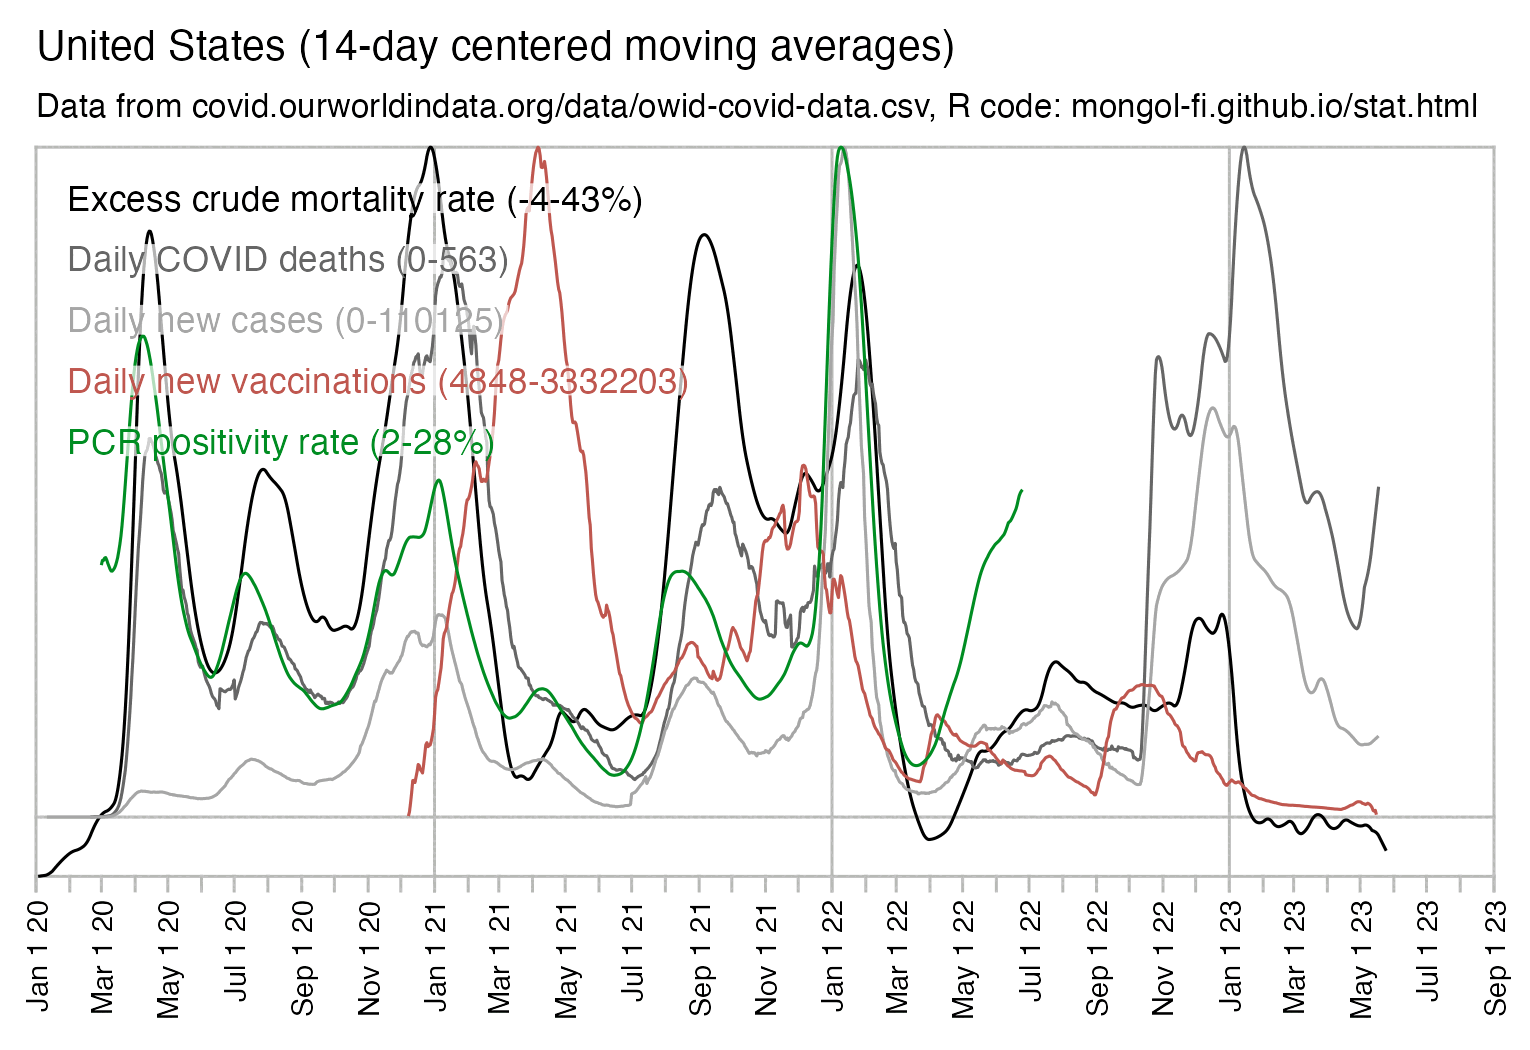 United States (14-day centered moving averages)
Data from covid.ourworldindata.org/data/owid-covid-data.csv, R code: mongol-fi.github.io/stat.html
Excess crude mortality rate (-4-43%)
Daily COVID deaths (0-563)
Daily new cases (0-110125)
Daily new vaccinations (4848-3332203)
PCR positivity rate (2-28%)
Jan 1 20
Mar 1 20
May 1 20
Jul 1 20
Sep 1 20
Nov 1 20
Jan 1 21
Mar 1 21
May 1 21
Jul 1 21
Sep 1 21
Nov 1 21
Jan 1 22
Mar 1 22
May 1 22
Jul 1 22
Sep 1 22
Nov 1 22
Jan 1 23
Mar 1 23
May 1 23
Jul 1 23
Sep 1 23